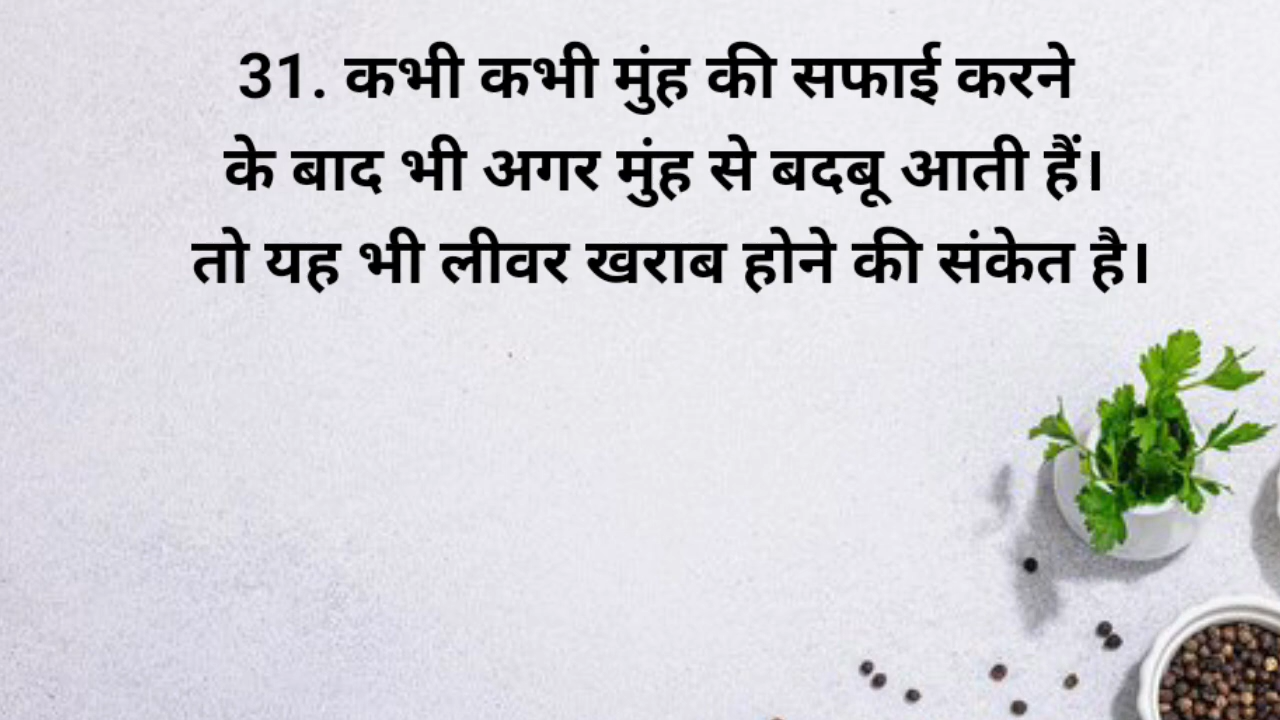 31. कभी कभी मुंह की सफाई करने
के बाद भी अगर मुंह से बदबू आती हैं।
तो यह भी लीवर खराब होने की संकेत है।